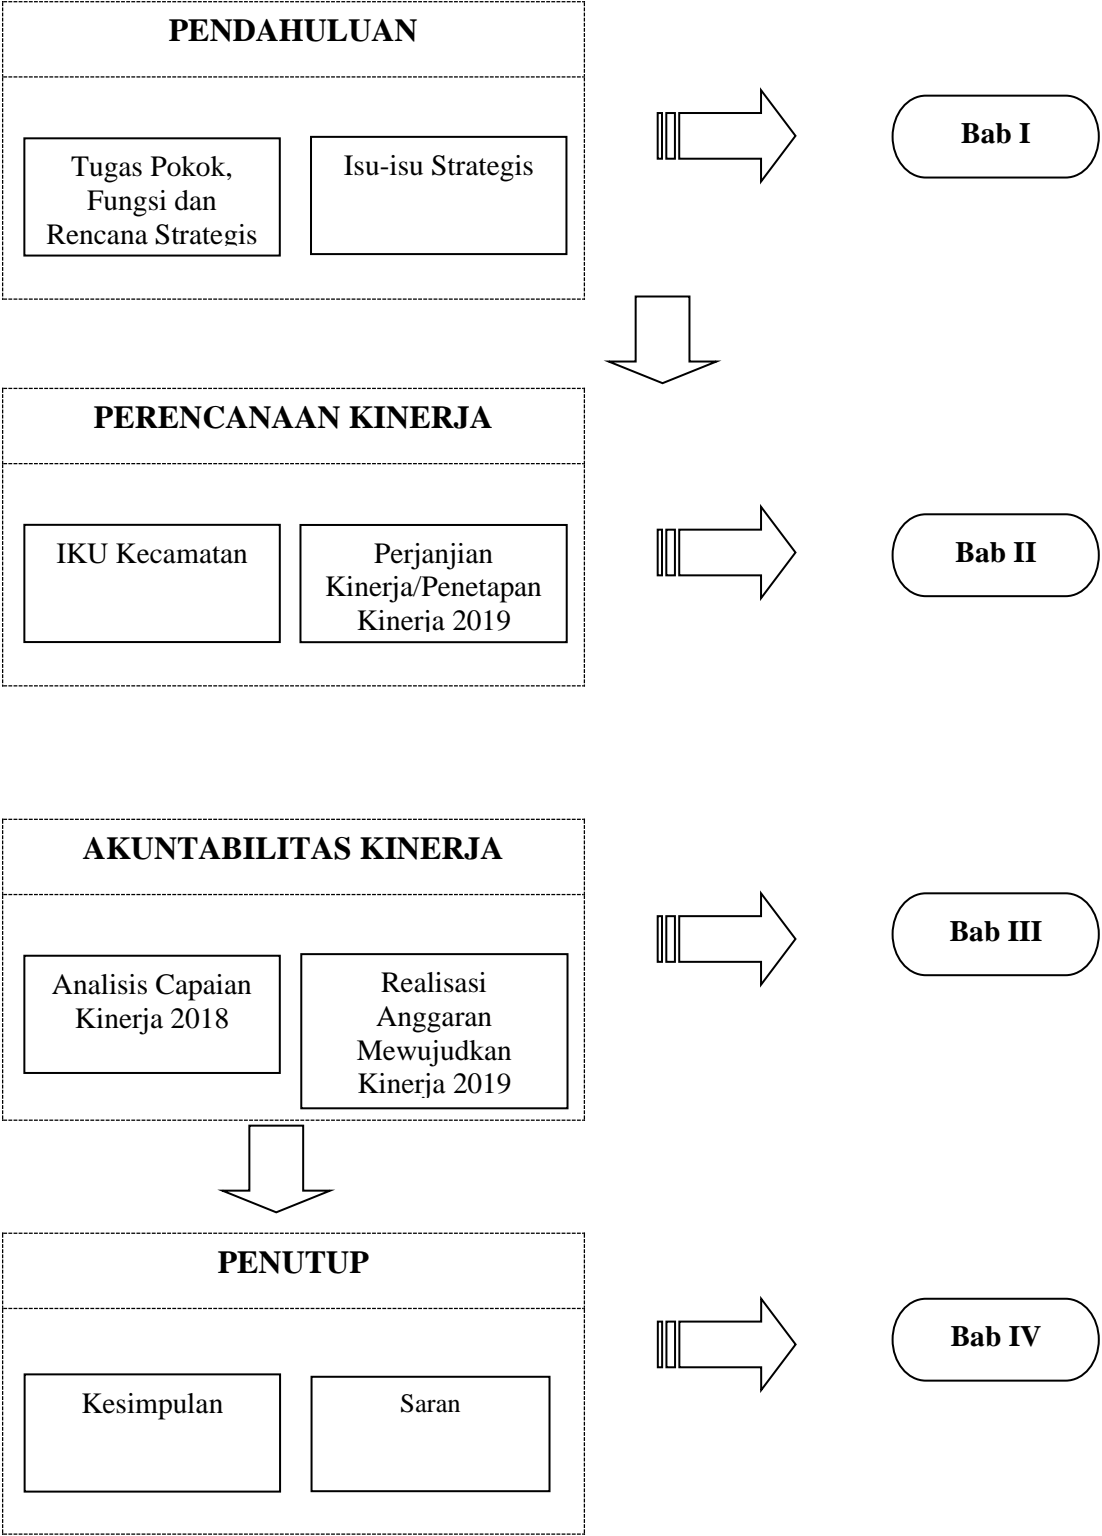 PENDAHULUAN
Bab I
Tugas Pokok,
Fungsi dan
Rencana Strategis
Isu-isu Strategis
PERENCANAAN KINERJA
Bab II
IKU Kecamatan
Perjanjian
Kinerja/Penetapan
Kinerja 2019
AKUNTABILITAS KINERJA
Bab III
Analisis Capaian
Kinerja 2018
Realisasi
Anggaran
Mewujudkan
Kinerja 2019
PENUTUP
Bab IV
Kesimpulan
Saran